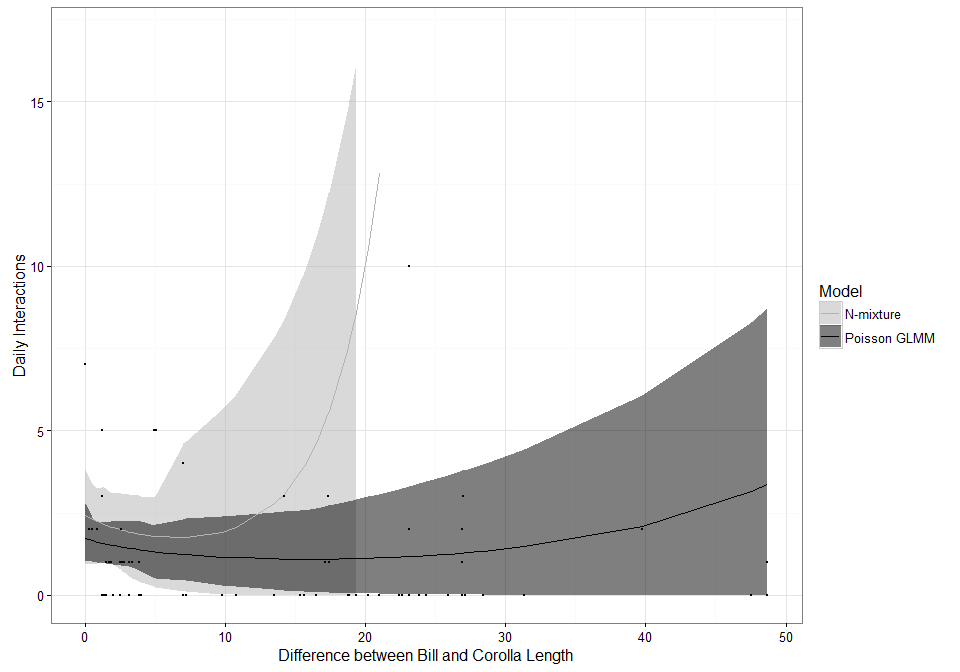 15
10
5
0
Daily Interactions
0 10 20 30 40 50
Difference between Bill and Corolla Length
Model
N-mixture
Poisson GLMM